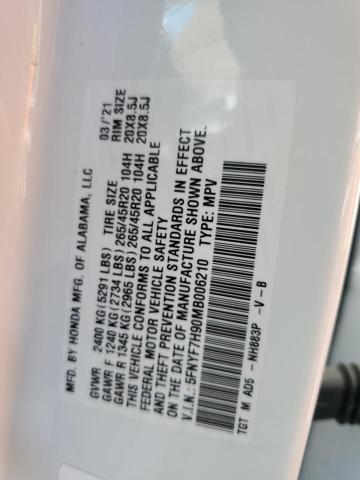 MFD. BY HONDA MFG. OF ALABAMA, LLC 03/'21
GVWR 2400 KG (5291 LBS) TIRE SIZE RIM SIZE
GAWR F 1240 KG (2734 LBS) 265/45R20 104H 20X8.5J
GAWR R 1345 KG (2965 LBS) 265/45R20 104H 20X8.5J
THIS VEHICLE CONFORMS TO ALL APPLICABLE
FEDERAL MOTOR VEHICLE SAFETY
AND THEFT PREVENTION STANDARDS IN EFFECT
ON THE DATE OF MANUFACTURE SHOWN ABOVE.
V.I.N.: 5FNYF7H90MB006210 TYPE: MPV
TGT M AD5 - NH883P -V - B